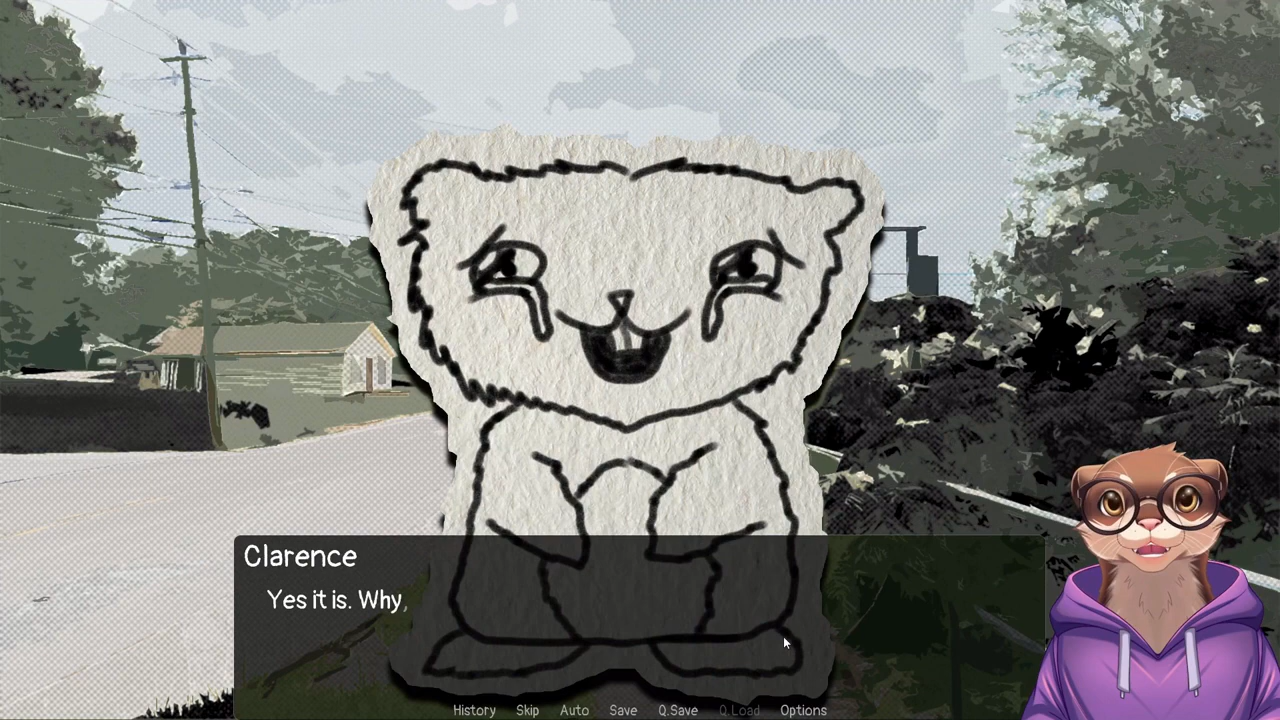 Clarence
Yes it is. Why,
History Skip Auto Save Q.Save Q.Load Options